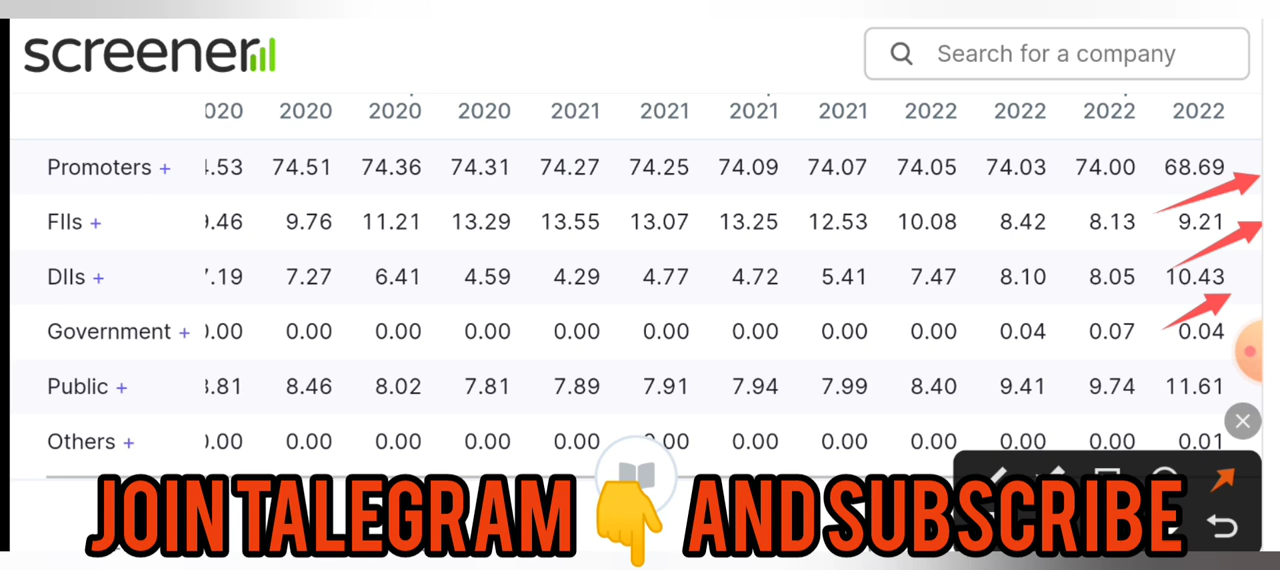 screener
Search for a company
2020 2020 2020 2021 2021 2021 2021 2022 2022 2022 2022
Promoters + 74.51 74.36 74.31 74.27 74.25 74.09 74.07 74.05 74.03 74.00 68.69
FIIs + 9.76 11.21 13.29 13.55 13.07 13.25 12.53 10.08 8.42 8.13 9.21
DIIs + 7.27 6.41 4.59 4.29 4.77 4.72 5.41 7.47 8.10 8.05 10.43
Government + 0.00 0.00 0.00 0.00 0.00 0.00 0.00 0.00 0.04 0.07 0.04
Public + 8.46 8.02 7.81 7.89 7.91 7.94 7.99 8.40 9.41 9.74 11.61
Others + 0.00 0.00 0.00 0.00 0.00 0.00 0.00 0.00 0.00 0.01
JOIN TALEGRAM 👇 AND SUBSCRIBE